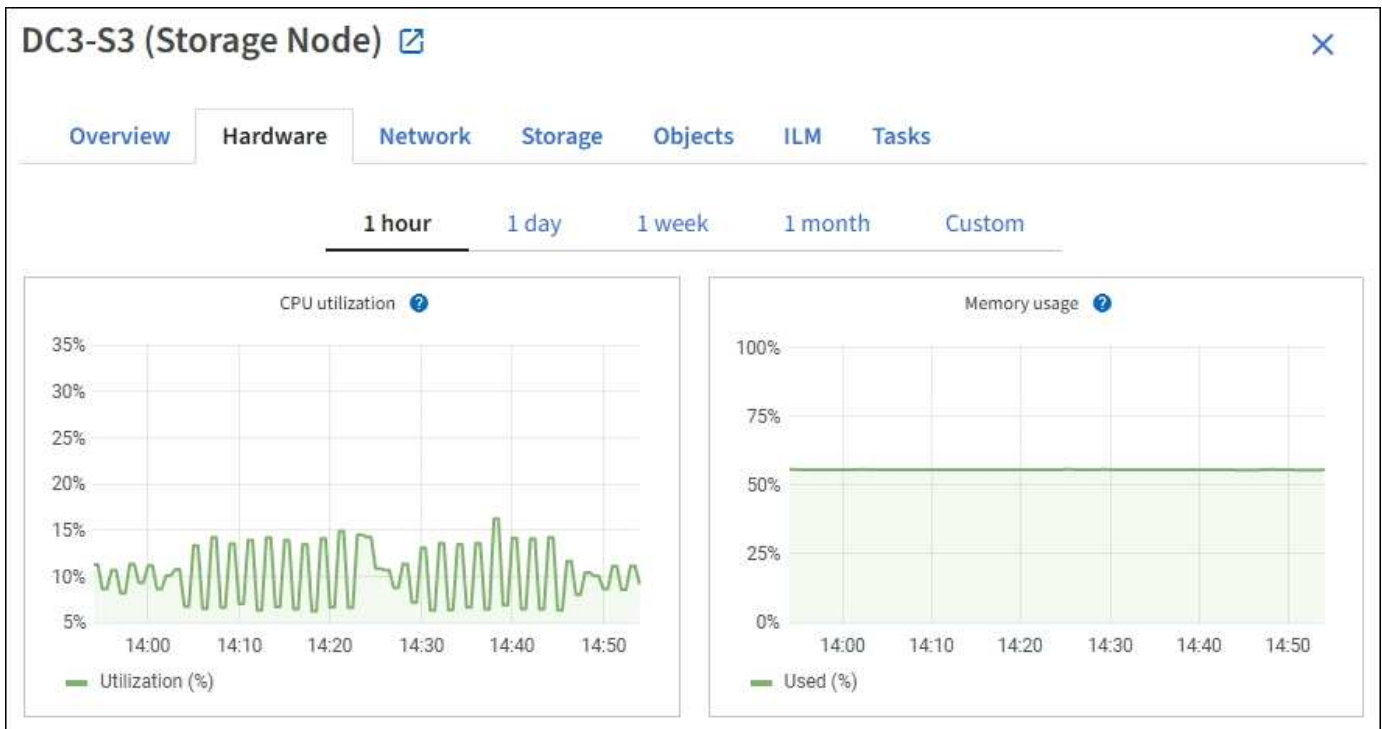 DC3-S3 (Storage Node)
Overview Hardware Network Storage Objects ILM Tasks
1 hour 1 day 1 week 1 month Custom
CPU utilization ?
35%
30%
25%
20%
15%
10%
5%
14:00 14:10 14:20 14:30 14:40 14:50
Utilization (%)
Memory usage ?
100%
75%
50%
25%
0%
14:00 14:10 14:20 14:30 14:40 14:50
Used (%)